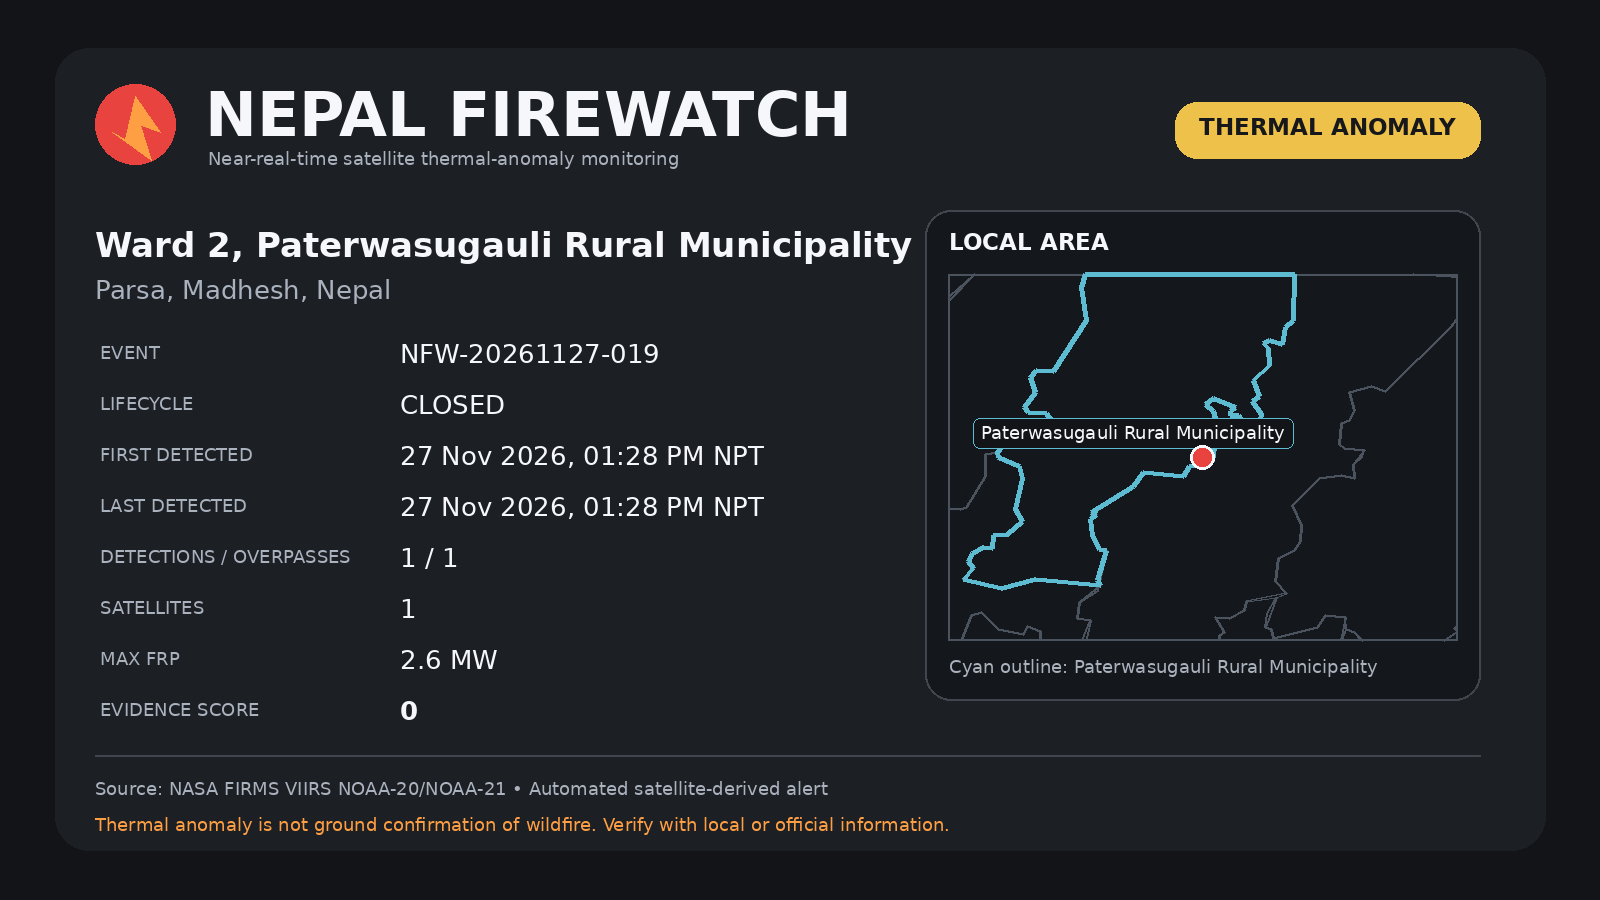 NEPAL FIREWATCH
Near-real-time satellite thermal-anomaly monitoring
THERMAL ANOMALY
Ward 2, Paterwasugauli Rural Municipality
Parsa, Madhesh, Nepal
EVENT NFW-20261127-019
LIFECYCLE CLOSED
FIRST DETECTED 27 Nov 2026, 01:28 PM NPT
LAST DETECTED 27 Nov 2026, 01:28 PM NPT
DETECTIONS / OVERPASSES 1 / 1
SATELLITES 1
MAX FRP 2.6 MW
EVIDENCE SCORE 0
LOCAL AREA
Paterwasugauli Rural Municipality
Cyan outline: Paterwasugauli Rural Municipality
Source: NASA FIRMS VIIRS NOAA-20/NOAA-21 • Automated satellite-derived alert
Thermal anomaly is not ground confirmation of wildfire. Verify with local or official information.